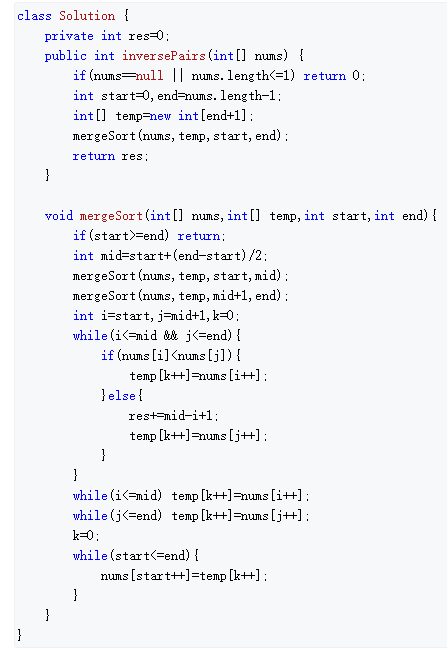 class Solution {
    private int res=0;
    public int inversePairs(int[] nums) {
        if(nums==null || nums.length<=1) return 0;
        int start=0,end=nums.length-1;
        int[] temp=new int[end+1];
        mergeSort(nums,temp,start,end);
        return res;
    }

    void mergeSort(int[] nums,int[] temp,int start,int end){
        if(start>=end) return;
        int mid=start+(end-start)/2;
        mergeSort(nums,temp,start,mid);
        mergeSort(nums,temp,mid+1,end);
        int i=start,j=mid+1,k=0;
        while(i<=mid && j<=end){
            if(nums[i]<nums[j]){
                temp[k++]=nums[i++];
            }else{
                res+=mid-i+1;
                temp[k++]=nums[j++];
            }
        }
        while(i<=mid) temp[k++]=nums[i++];
        while(j<=end) temp[k++]=nums[j++];
        k=0;
        while(start<=end){
            nums[start++]=temp[k++];
        }
    }
}